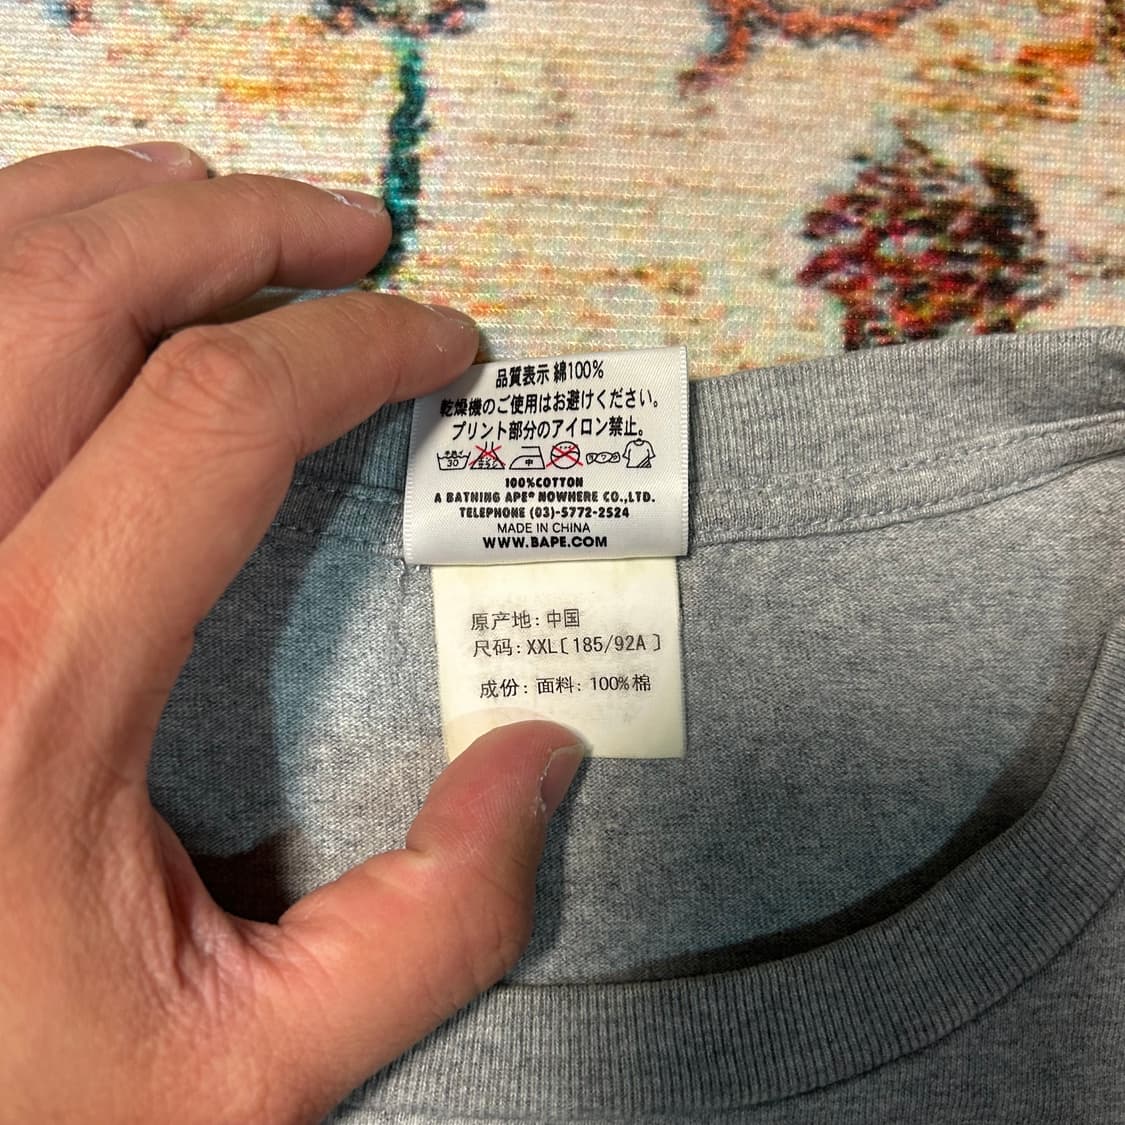 品質表示 綿100%
乾燥機のご使用はお避けください。
プリント部分のアイロン禁止。
30 中
100%COTTON
A BATHING APE® NOWHERE CO.,LTD.
TELEPHONE (03)-5772-2524
MADE IN CHINA
WWW.BAPE.COM
原产地: 中国
尺码: XXL[185/92A]
成份: 面料: 100%棉